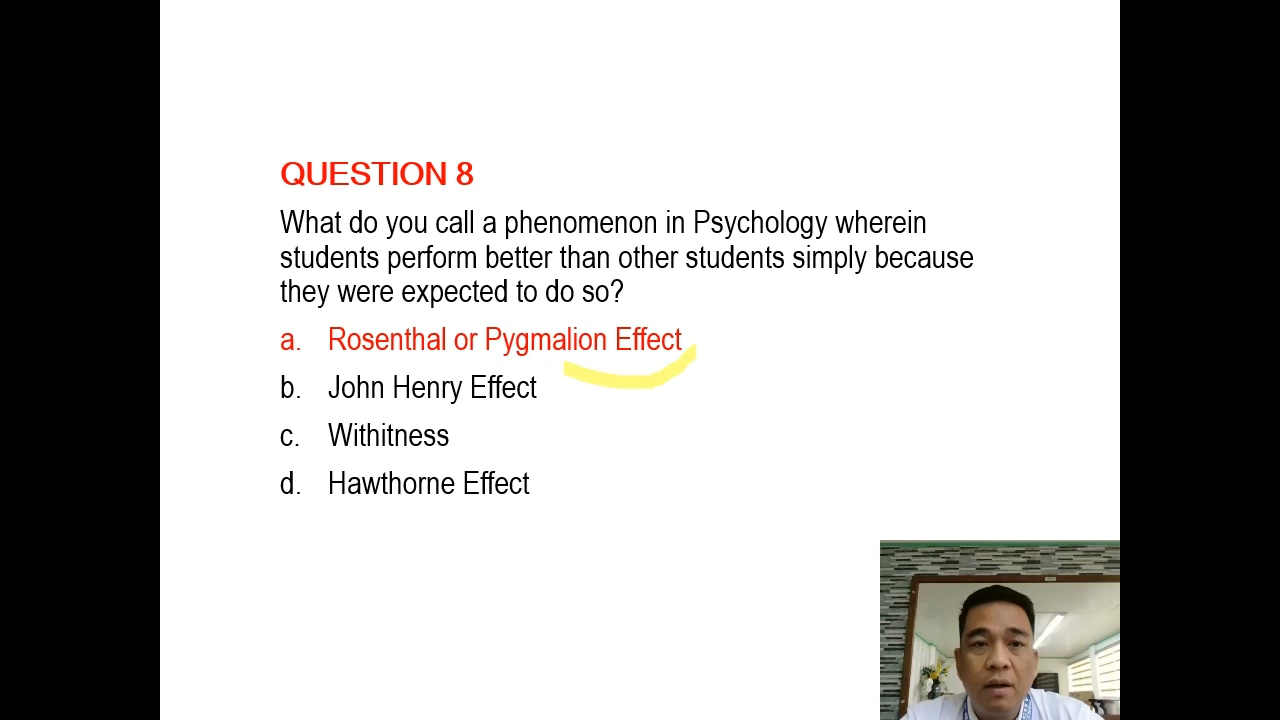 QUESTION 8
What do you call a phenomenon in Psychology wherein
students perform better than other students simply because
they were expected to do so?
a. Rosenthal or Pygmalion Effect
b. John Henry Effect
c. Withitness
d. Hawthorne Effect